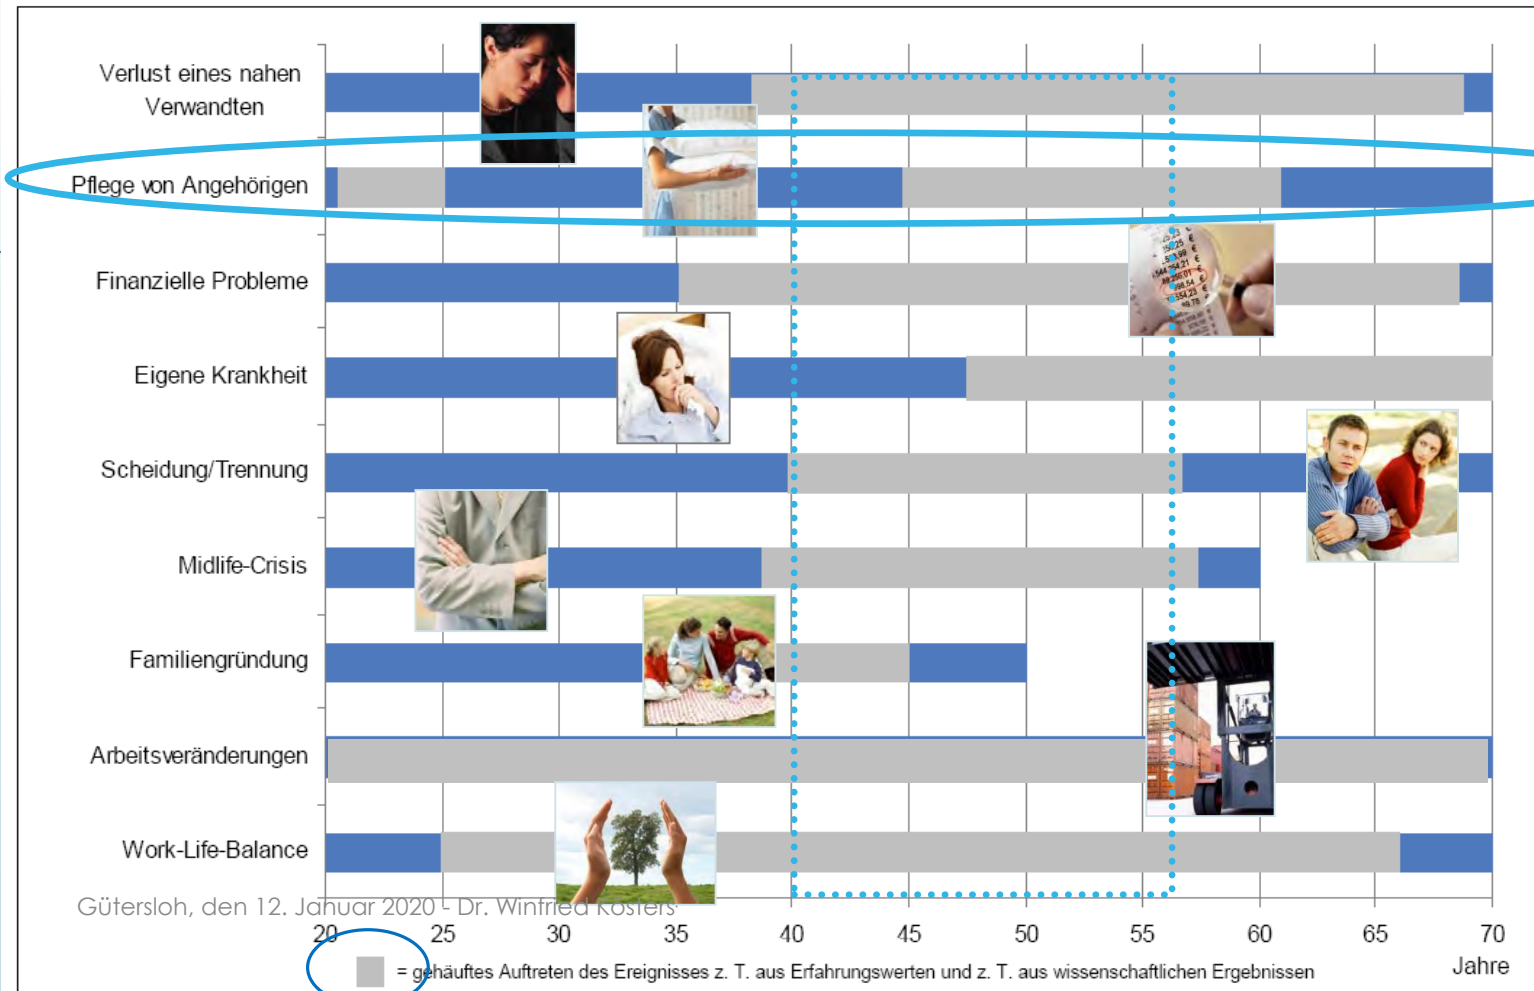 Verlust eines nahen
Verwandten
Pflege von Angehörigen
Finanzielle Probleme
Eigene Krankheit
Scheidung/Trennung
Midlife-Crisis
Familiengründung
Arbeitsveränderungen
Work-Life-Balance
Gütersloh, den 12. Januar 2020 - Dr. Winfried Kösters
20 25 30 35 40 45 50 55 60 65 70
Jahre
= gehäuftes Auftreten des Ereignisses z. T. aus Erfahrungswerten und z. T. aus wissenschaftlichen Ergebnissen